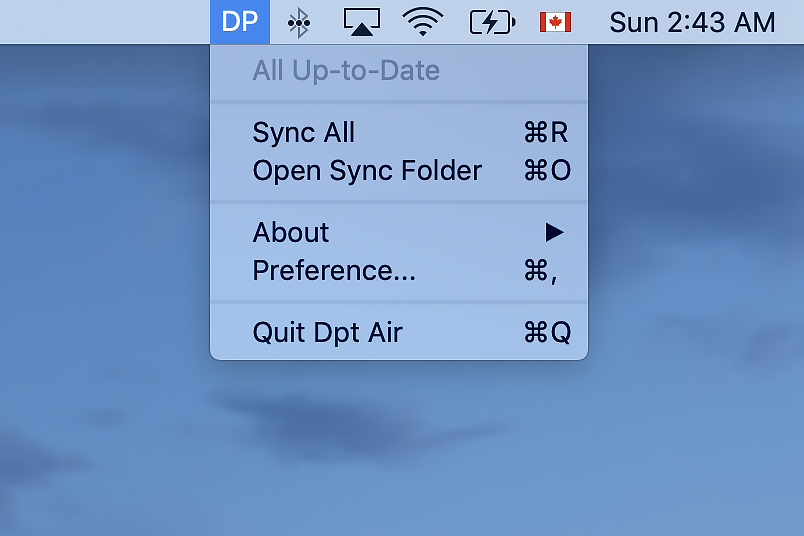 DP Sun 2:43 AM
All Up-to-Date
Sync All ⌘R
Open Sync Folder ⌘O
About ▶
Preference... ⌘,
Quit Dpt Air ⌘Q